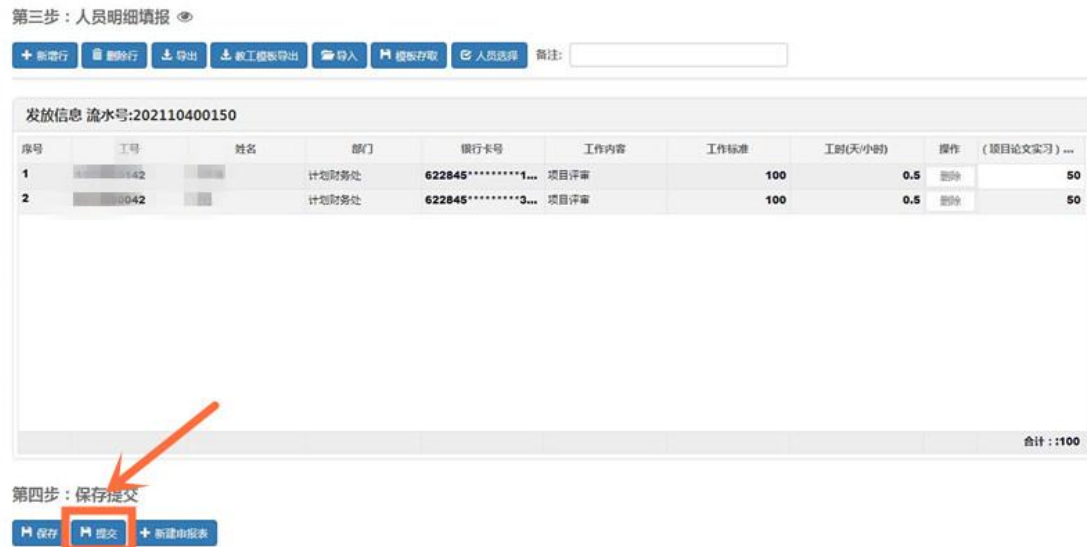 第三步：人员明细填报
新增行 删除行 导出 教工模板导出 导入 模板存取 人员选择 备注:
发放信息 流水号:202110400150
序号 工号 姓名 部门 银行卡号 工作内容 工作标准 工时(天/小时) 操作 (项目论文实习) ...
1 0142 计划财务处 622845*********1... 项目评审 100 0.5 删除 50
2 0042 计划财务处 622845*********3... 项目评审 100 0.5 删除 50
合计：:100
第四步：保存提交
保存 提交 新建申报表